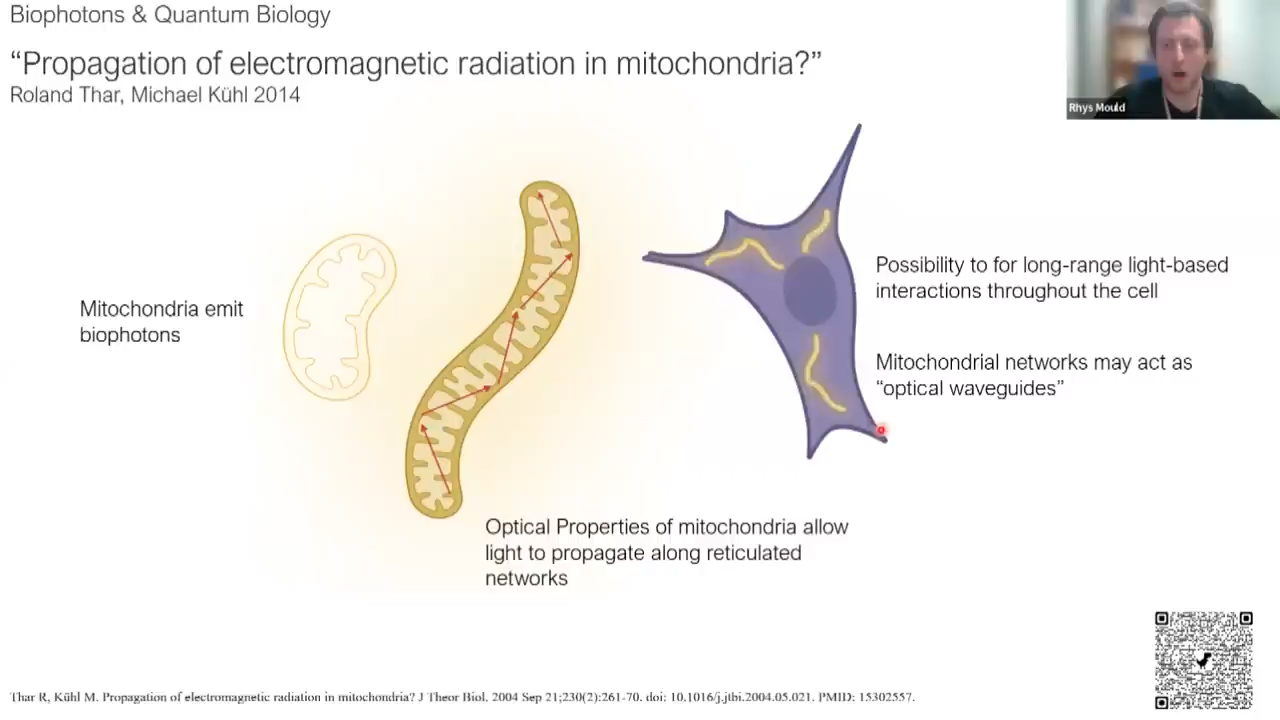 Biophotons & Quantum Biology
“Propagation of electromagnetic radiation in mitochondria?”
Roland Thar, Michael Kühl 2014
Rhys Mould
Mitochondria emit
biophotons
Possibility to for long-range light-based
interactions throughout the cell
Mitochondrial networks may act as
“optical waveguides”
Optical Properties of mitochondria allow
light to propagate along reticulated
networks
Thar R, Kühl M. Propagation of electromagnetic radiation in mitochondria? J Theor Biol. 2004 Sep 21;230(2):261-70. doi: 10.1016/j.jtbi.2004.05.021. PMID: 15302557.